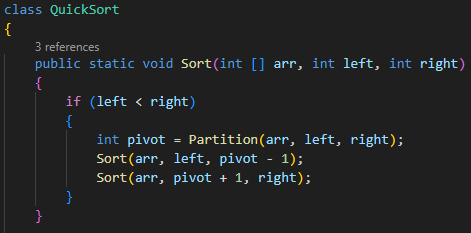 class QuickSort
{
    3 references
    public static void Sort(int [] arr, int left, int right)
    {
        if (left < right)
        {
            int pivot = Partition(arr, left, right);
            Sort(arr, left, pivot - 1);
            Sort(arr, pivot + 1, right);
        }
    }